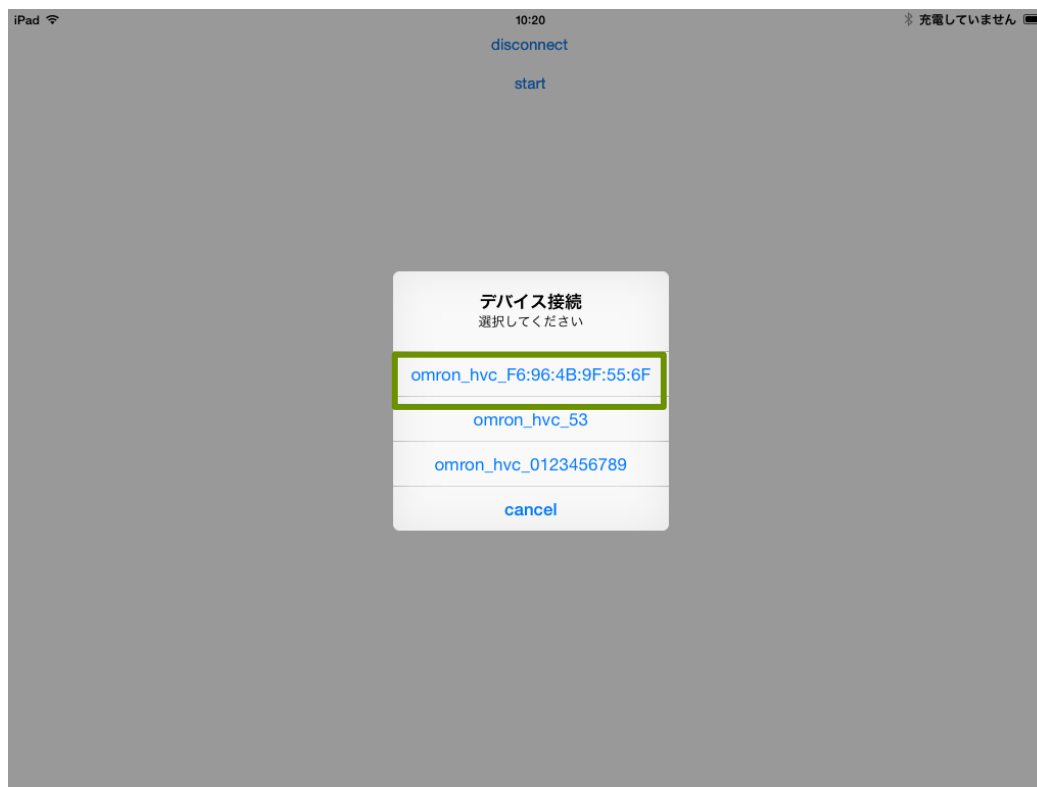 iPad 10:20 充電していません
disconnect
start
デバイス接続
選択してください
omron_hvc_F6:96:4B:9F:55:6F
omron_hvc_53
omron_hvc_0123456789
cancel